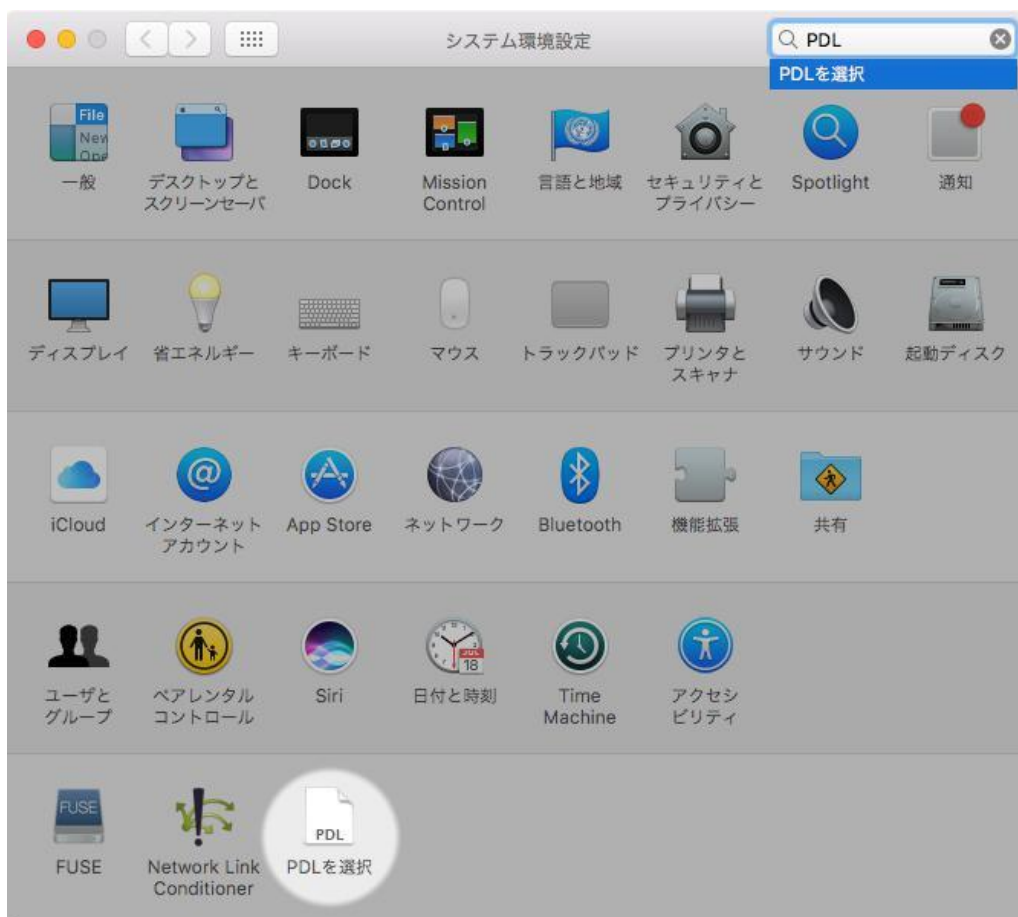 システム環境設定
PDL
PDLを選択
File
New
Ope
一般
デスクトップと
スクリーンセーバ
Dock
Mission
Control
言語と地域
セキュリティと
プライバシー
Spotlight
通知
ディスプレイ
省エネルギー
キーボード
マウス
トラックパッド
プリンタと
スキャナ
サウンド
起動ディスク
iCloud
インターネット
アカウント
App Store
ネットワーク
Bluetooth
機能拡張
共有
ユーザと
グループ
ペアレンタル
コントロール
Siri
JUL
18
日付と時刻
Time
Machine
アクセシ
ビリティ
FUSE
FUSE
Network Link
Conditioner
PDL
PDLを選択